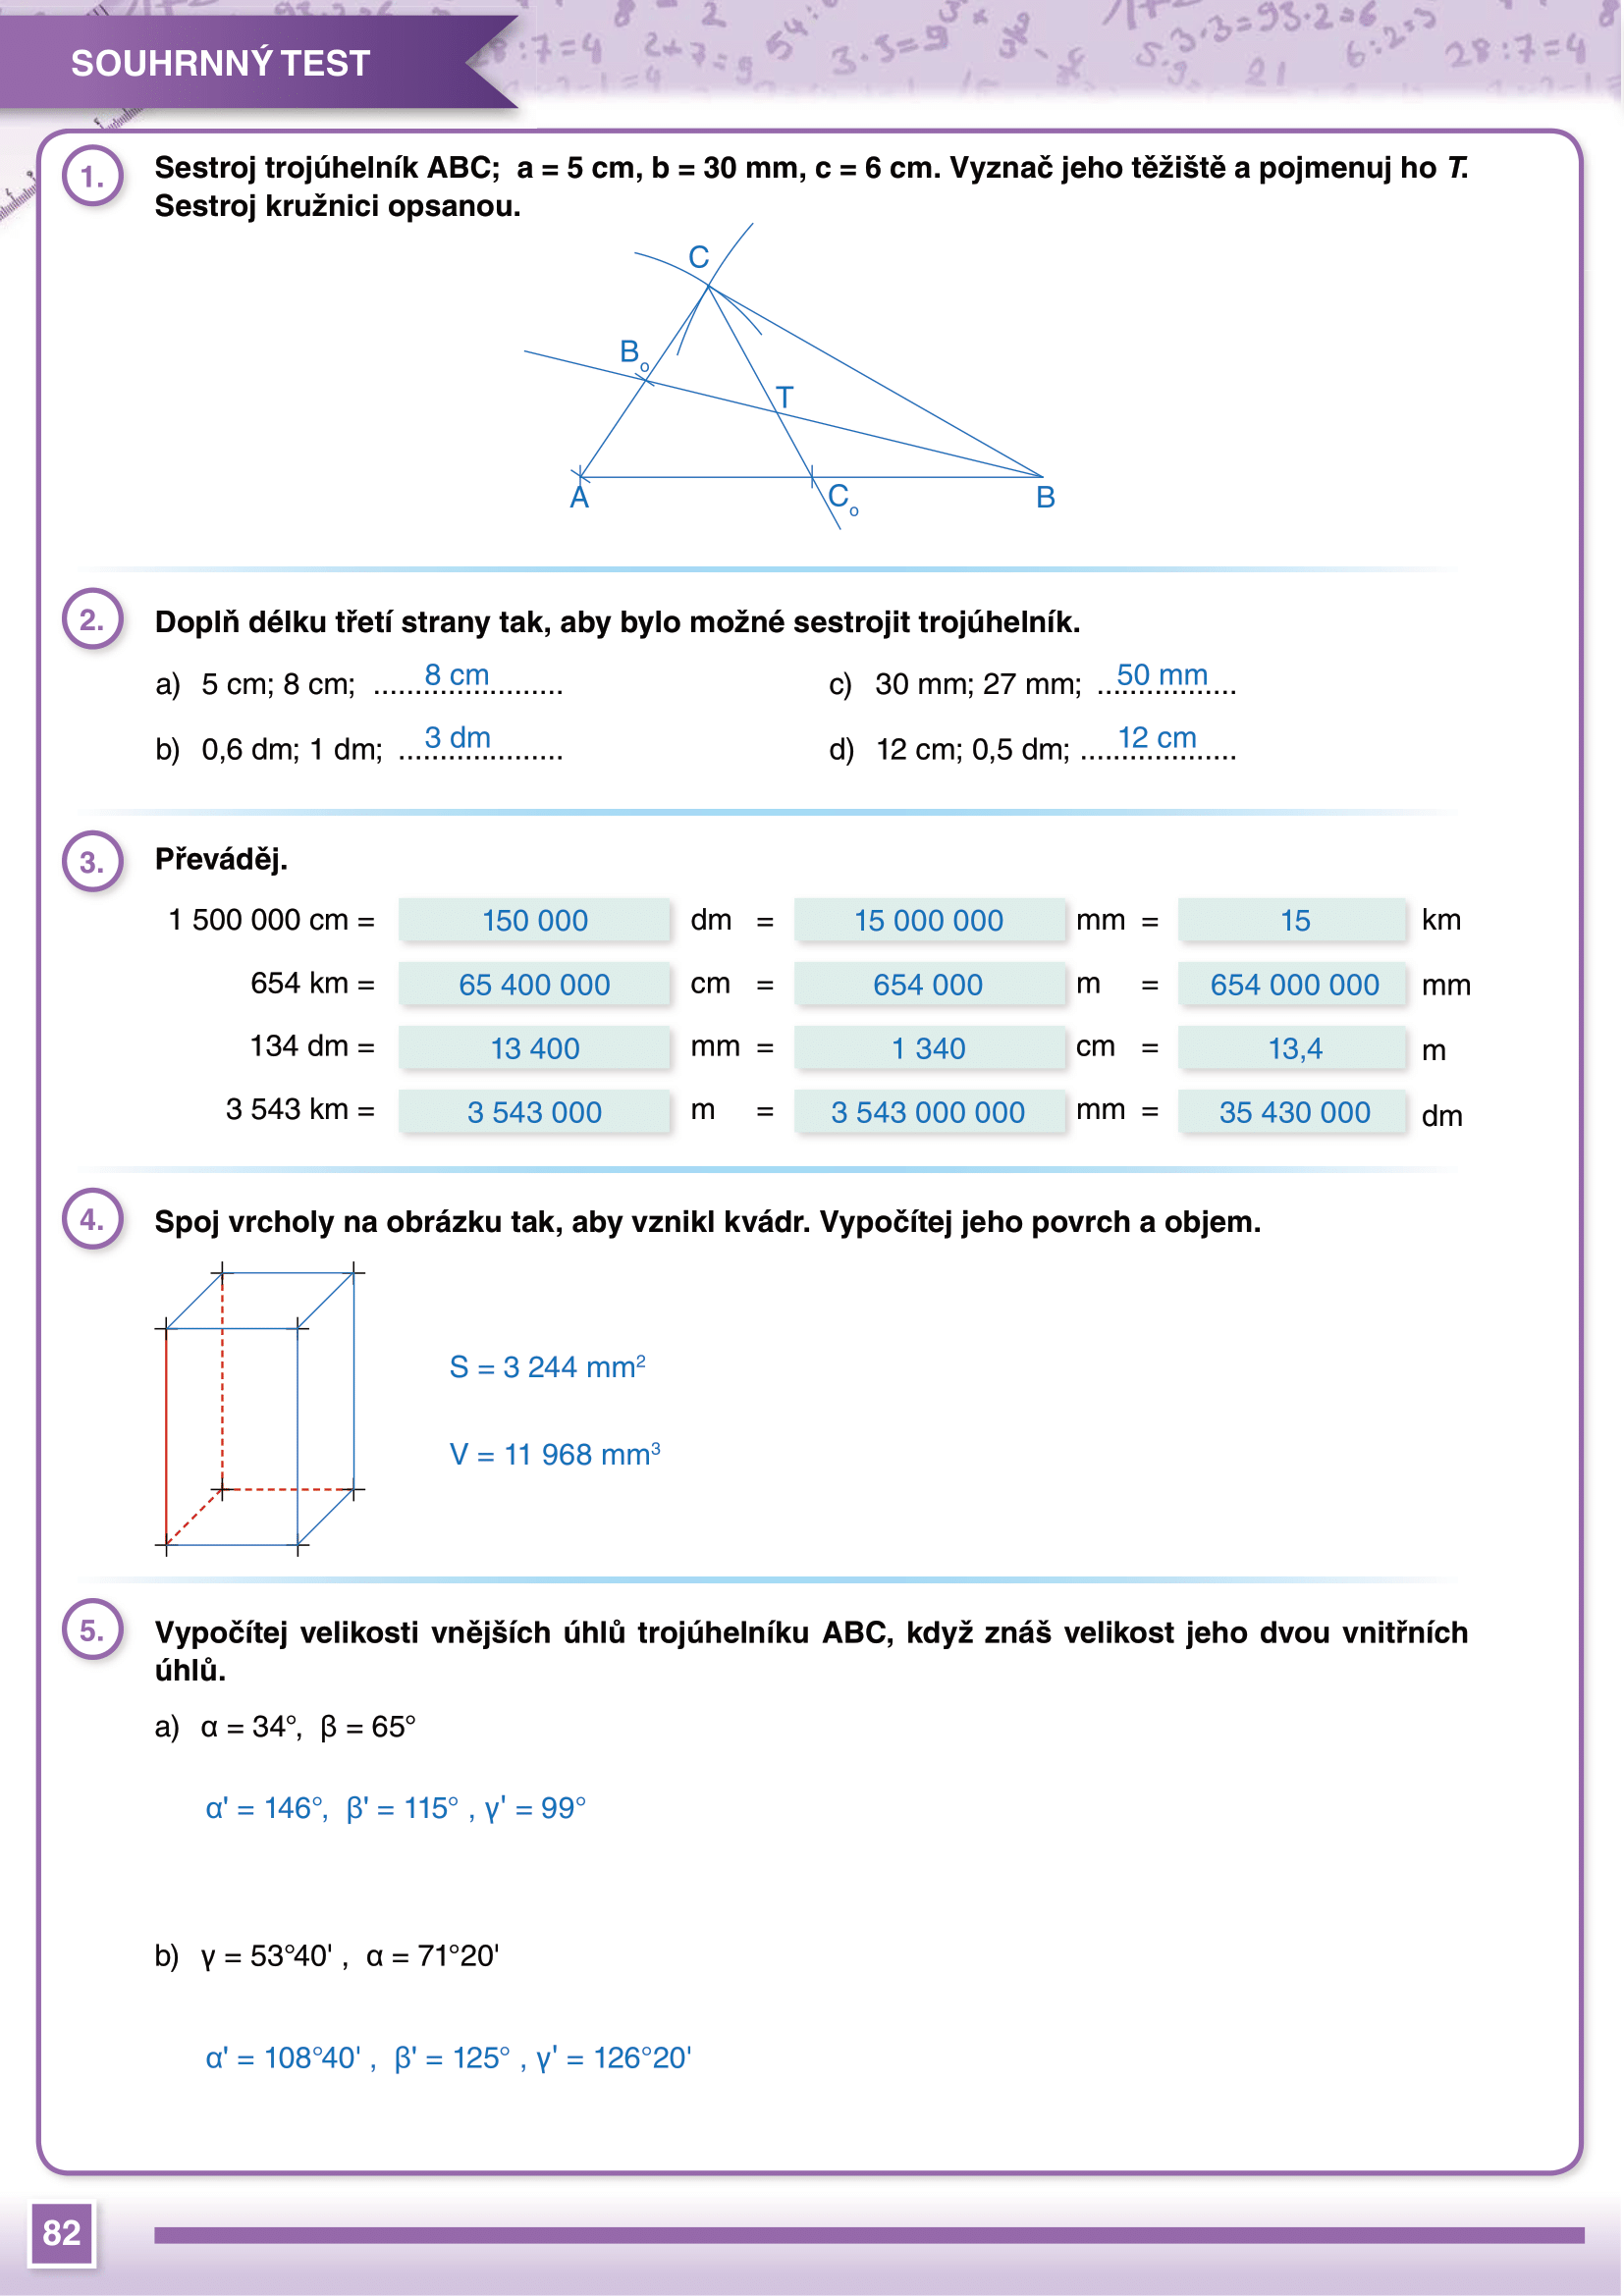 SOUHRNNÝ TEST
1. Sestroj trojúhelník ABC; a = 5 cm, b = 30 mm, c = 6 cm. Vyznač jeho těžiště a pojmenuj ho T.
Sestroj kružnici opsanou.
C
B₀
T
A
C₀
B
2. Doplň délku třetí strany tak, aby bylo možné sestrojit trojúhelník.
a) 5 cm; 8 cm; 8 cm
c) 30 mm; 27 mm; 50 mm
b) 0,6 dm; 1 dm; 3 dm
d) 12 cm; 0,5 dm; 12 cm
3. Převáděj.
1 500 000 cm = 150 000 dm = 15 000 000 mm = 15 km
654 km = 65 400 000 cm = 654 000 m = 654 000 000 mm
134 dm = 13 400 mm = 1 340 cm = 13,4 m
3 543 km = 3 543 000 m = 3 543 000 000 mm = 35 430 000 dm
4. Spoj vrcholy na obrázku tak, aby vznikl kvádr. Vypočítej jeho povrch a objem.
S = 3 244 mm²
V = 11 968 mm³
5. Vypočítej velikosti vnějších úhlů trojúhelníku ABC, když znáš velikost jeho dvou vnitřních
úhlů.
a) α = 34°, β = 65°
α' = 146°, β' = 115° , γ' = 99°
b) γ = 53°40' , α = 71°20'
α' = 108°40' , β' = 125° , γ' = 126°20'
82